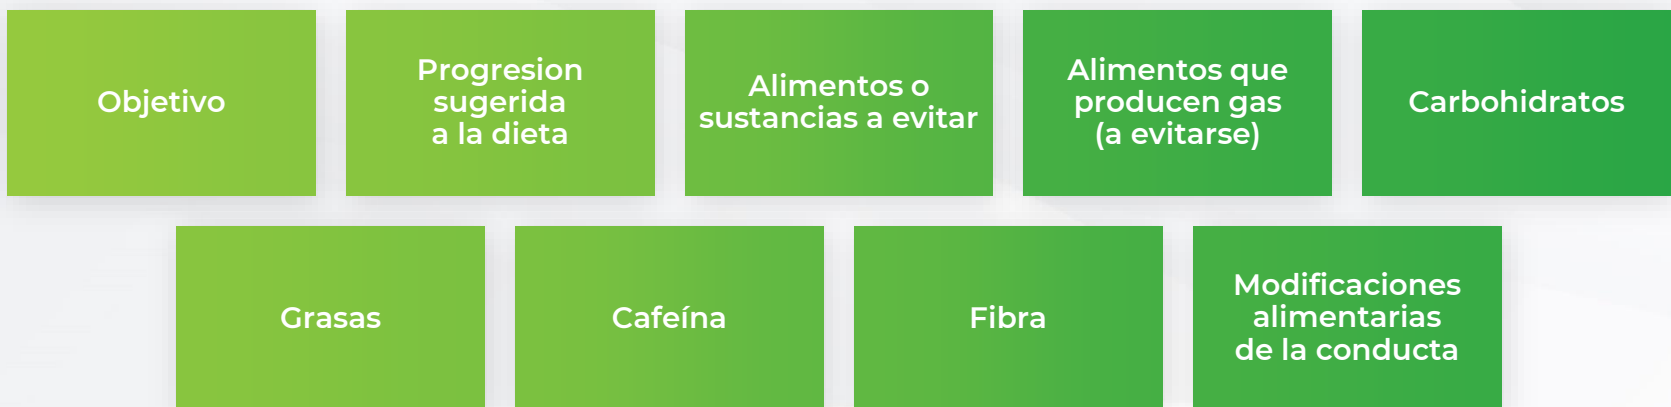 Objetivo
Progresion
sugerida
a la dieta
Alimentos o
sustancias a evitar
Alimentos que
producen gas
(a evitarse)
Carbohidratos
Grasas
Cafeína
Fibra
Modificaciones
alimentarias
de la conducta